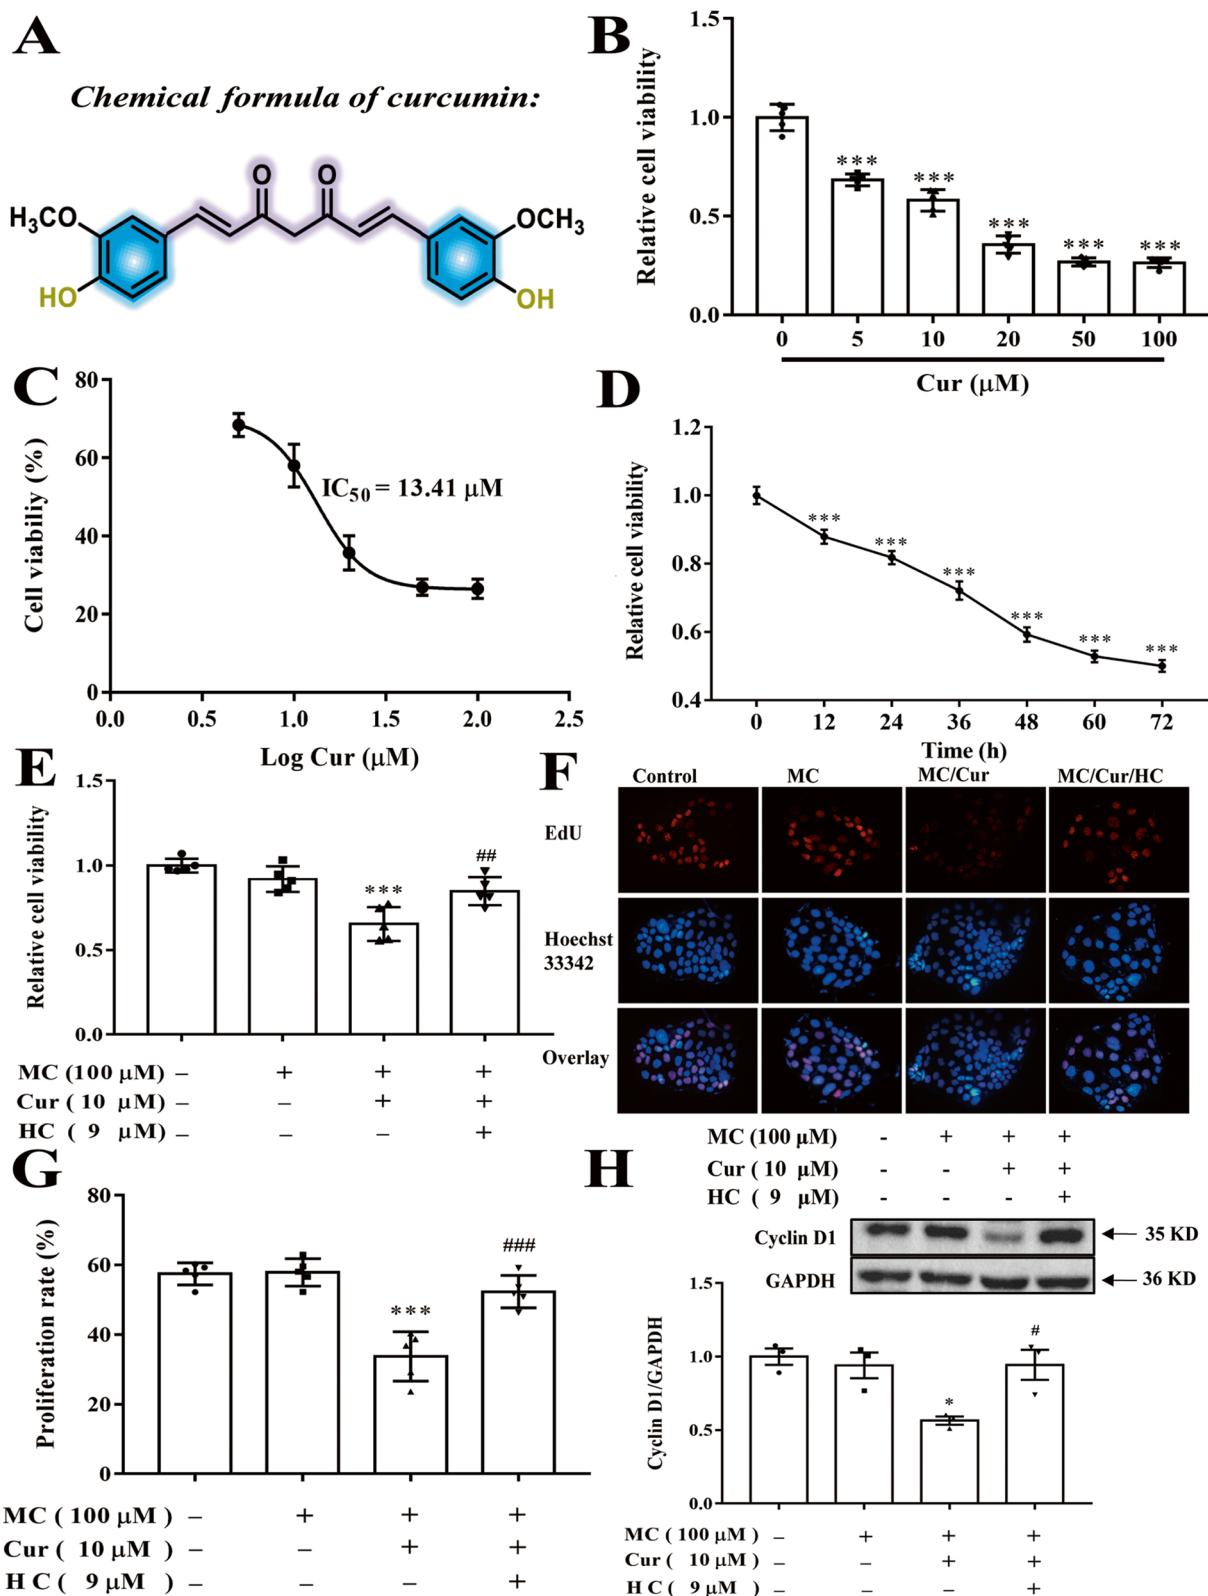 A
Chemical formula of curcumin:
O O
H3CO OCH3
HO OH
B
Relative cell viability
1.5
1.0
0.5
0.0
*** *** *** *** ***
0 5 10 20 50 100
Cur (μM)
C
Cell viability (%)
80
60
40
20
0
IC50 = 13.41 μM
0.0 0.5 1.0 1.5 2.0 2.5
Log Cur (μM)
D
Relative cell viability
1.2
1.0
0.8
0.6
0.4
*** *** *** *** *** ***
0 12 24 36 48 60 72
Time (h)
E
Relative cell viability
1.5
1.0
0.5
0.0
*** ##
MC (100 μM) – + + +
Cur ( 10 μM) – – + +
HC ( 9 μM) – – – +
F
Control MC MC/Cur MC/Cur/HC
EdU
Hoechst
33342
Overlay
G
Proliferation rate (%)
80
60
40
20
0
*** ###
MC ( 100 μM ) – + + +
Cur ( 10 μM ) – – + +
H C ( 9 μM ) – – – +
H
MC (100 μM) - + + +
Cur ( 10 μM) - - + +
HC ( 9 μM) - - - +
Cyclin D1 35 KD
GAPDH 36 KD
Cyclin D1/GAPDH
1.5
1.0
0.5
0.0
* #
MC ( 100 μM ) – + + +
Cur ( 10 μM ) – – + +
H C ( 9 μM ) – – – +